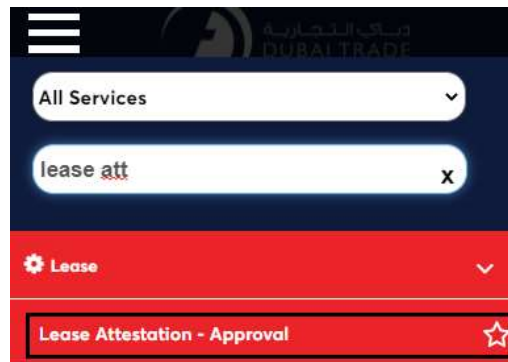 دبي التجارية
DUBAI TRADE
All Services
lease att
x
Lease
Lease Attestation - Approval